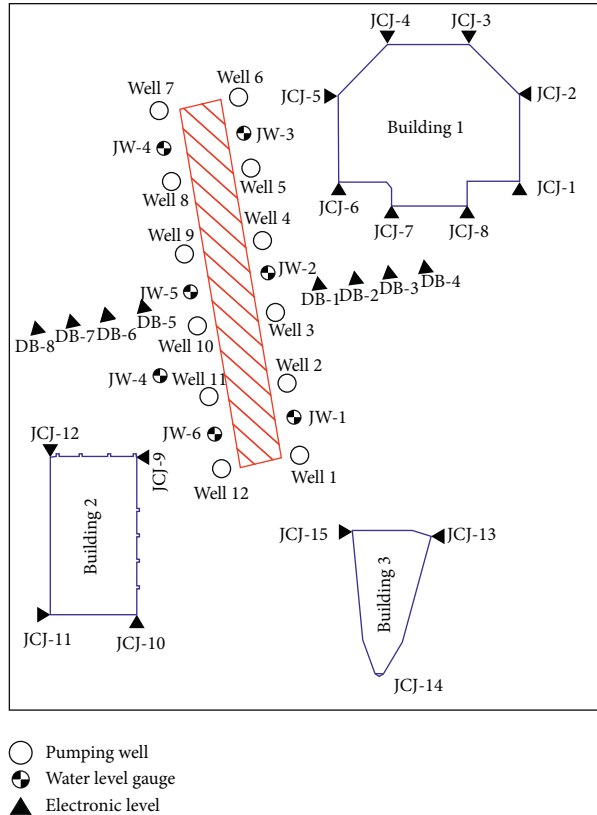 JCJ-4
JCJ-3
Well 7
Well 6
JCJ-5
JCJ-2
JW-4
JW-3
Building 1
Well 8
Well 5
JCJ-6
JCJ-1
Well 4
JCJ-7
JCJ-8
Well 9
JW-2
DB-4
DB-3
DB-2
DB-1
JW-5
DB-5
Well 3
DB-6
DB-7
DB-8
Well 10
Well 2
JW-4
Well 11
JW-1
JW-6
JCJ-12
JCJ-9
Well 1
Well 12
Building 2
JCJ-15
JCJ-13
Building 3
JCJ-11
JCJ-10
JCJ-14
Pumping well
Water level gauge
Electronic level